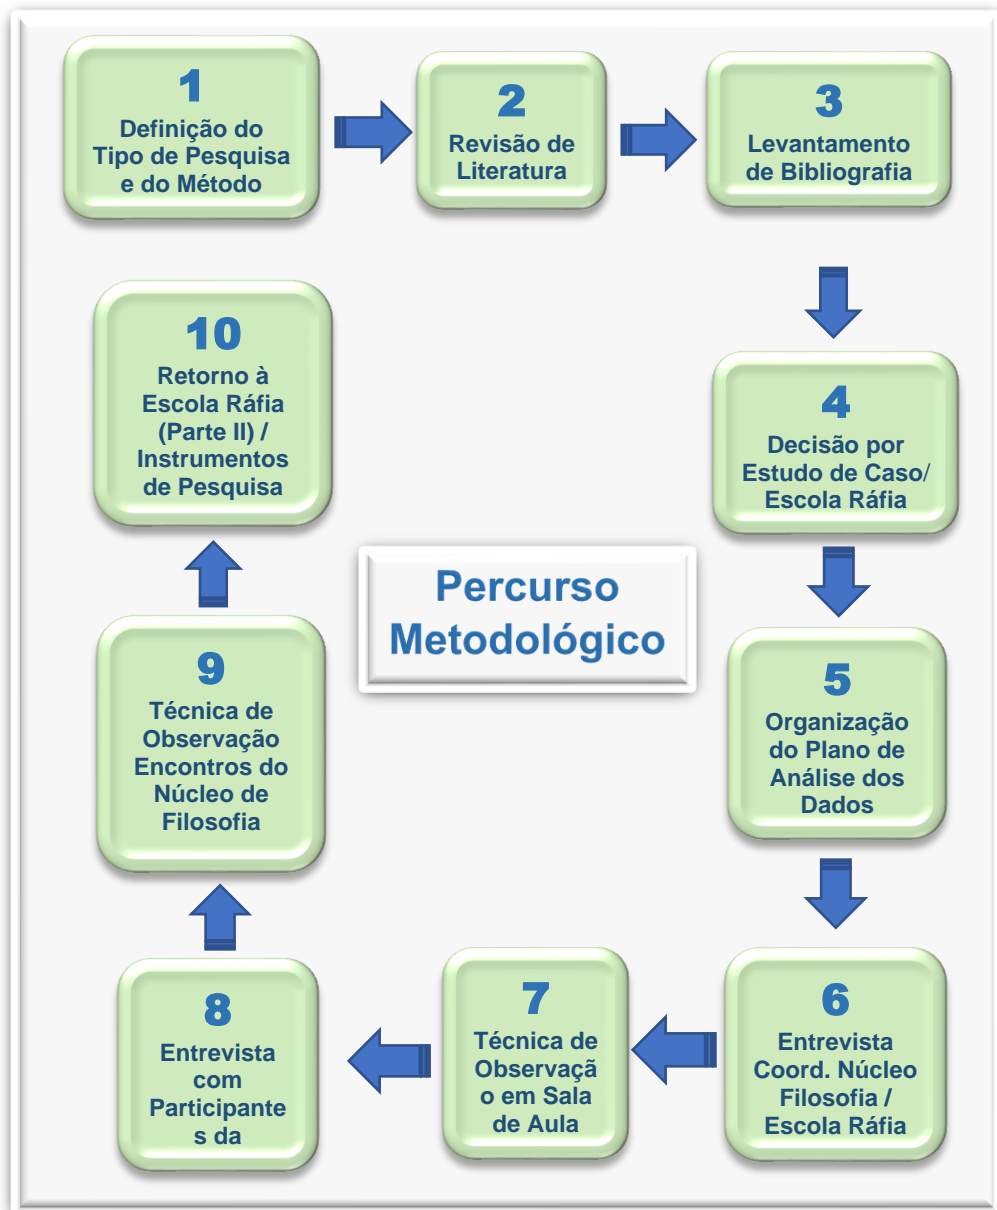 1
Definição do
Tipo de Pesquisa
e do Método
2
Revisão de
Literatura
3
Levantamento
de Bibliografia
4
Decisão por
Estudo de Caso/
Escola Ráfia
5
Organização
do Plano de
Análise dos
Dados
6
Entrevista
Coord. Núcleo
Filosofia /
Escola Ráfia
7
Técnica de
Observaçã
o em Sala
de Aula
8
Entrevista
com
Participante
s da
9
Técnica de
Observação
Encontros do
Núcleo de
Filosofia
10
Retorno à
Escola Ráfia
(Parte II) /
Instrumentos
de Pesquisa
Percurso
Metodológico